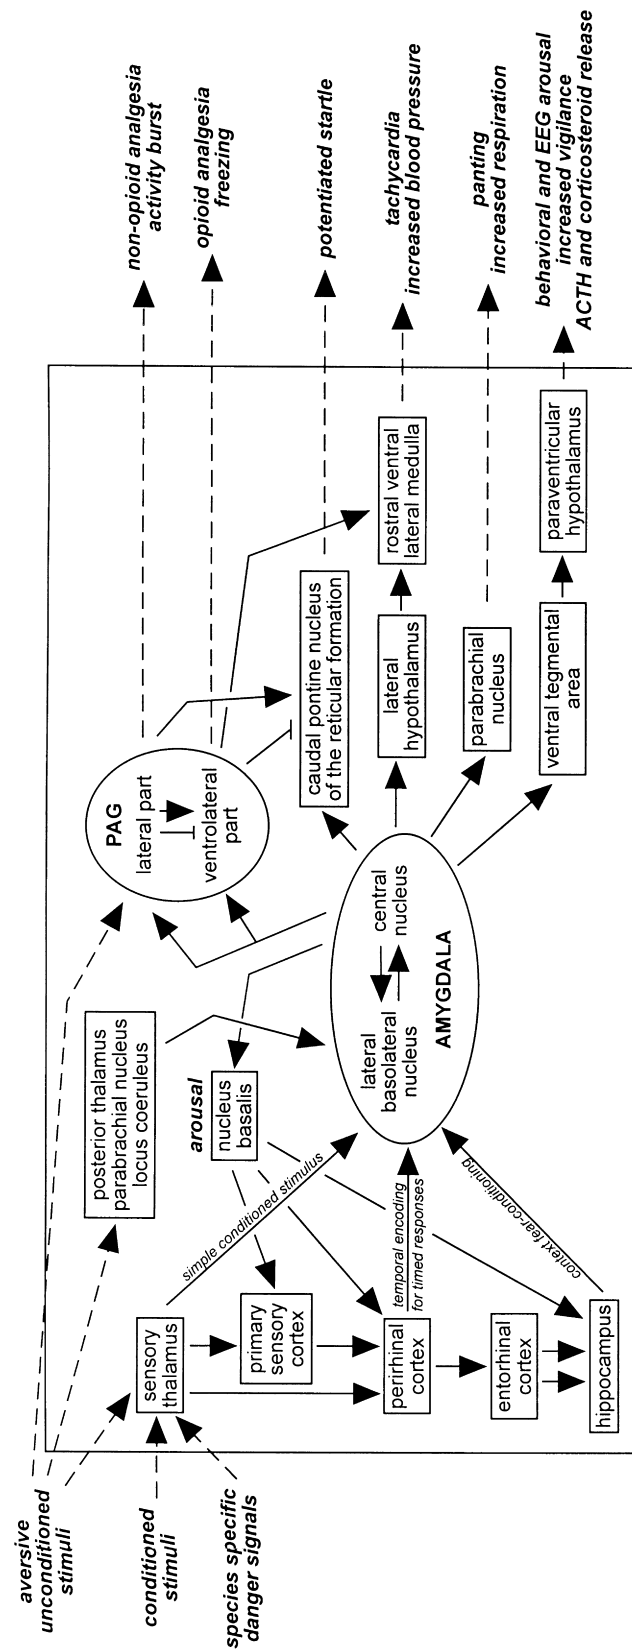 aversive
unconditioned
stimuli
conditioned
stimuli
species specific
danger signals
posterior thalamus
parabrachial nucleus
locus coeruleus
sensory
thalamus
arousal
nucleus
basalis
simple conditioned stimulus
primary
sensory
cortex
perirhinal
cortex
temporal encoding
for timed responses
entorhinal
cortex
hippocampus
context fear-conditioning
PAG
lateral part
ventrolateral
part
lateral
basolateral
nucleus
central
nucleus
AMYGDALA
caudal pontine nucleus
of the reticular formation
lateral
hypothalamus
rostral ventral
lateral medulla
parabrachial
nucleus
ventral tegmental
area
paraventricular
hypothalamus
non-opioid analgesia
activity burst
opioid analgesia
freezing
potentiated startle
tachycardia
increased blood pressure
panting
increased respiration
behavioral and EEG arousal
increased vigilance
ACTH and corticosteroid release